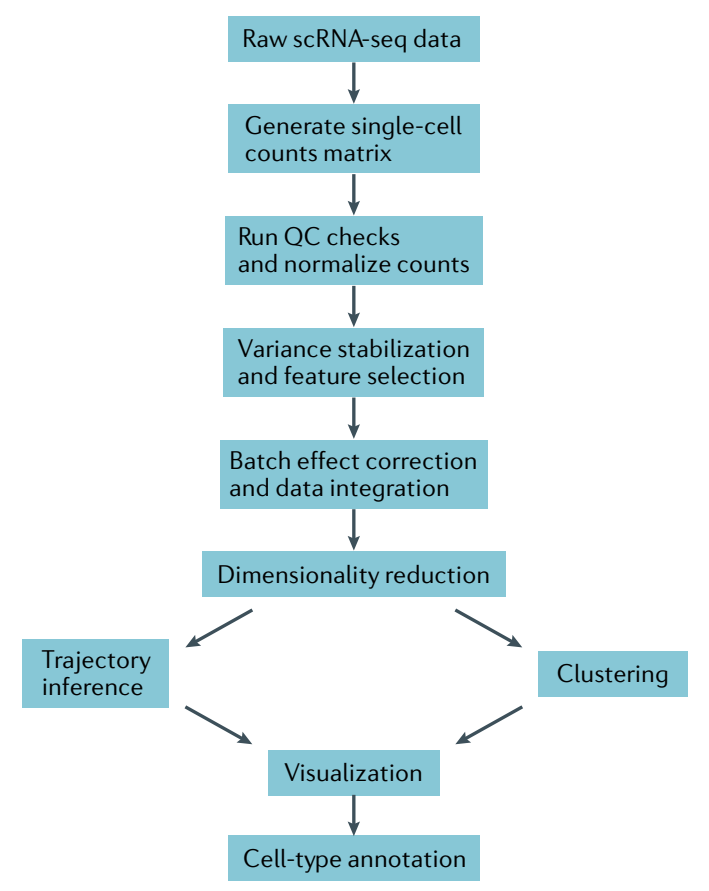 Raw scRNA-seq data
Generate single-cell
counts matrix
Run QC checks
and normalize counts
Variance stabilization
and feature selection
Batch effect correction
and data integration
Dimensionality reduction
Trajectory
inference
Clustering
Visualization
Cell-type annotation